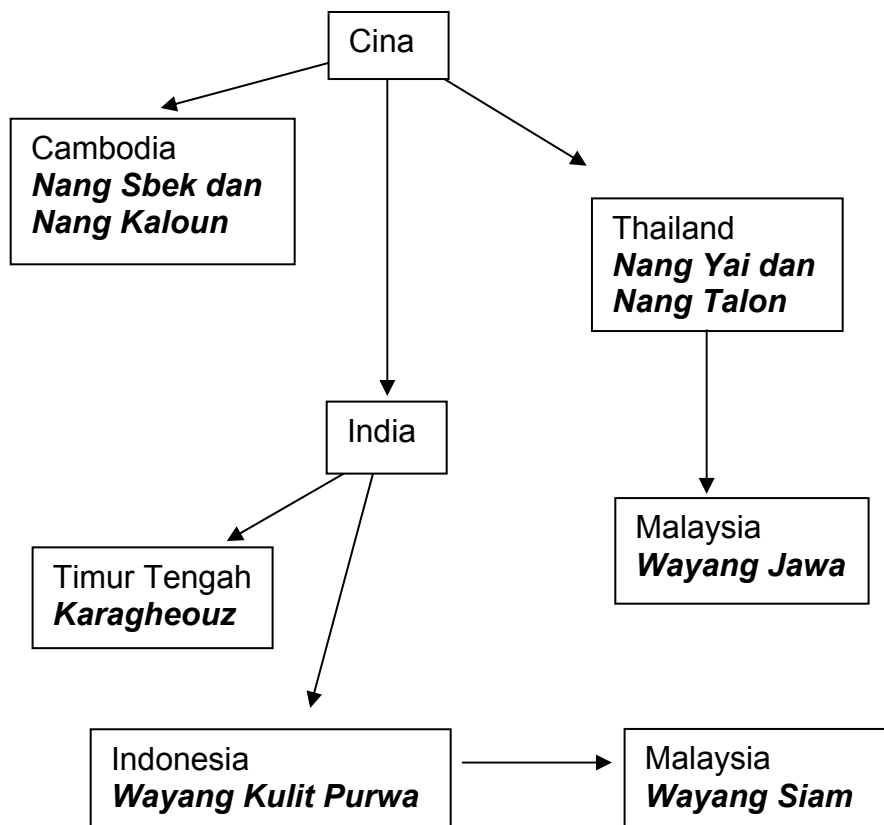 Cina
Cambodia
Nang Sbek dan
Nang Kaloun
Thailand
Nang Yai dan
Nang Talon
India
Malaysia
Wayang Jawa
Timur Tengah
Karagheouz
Indonesia
Wayang Kulit Purwa
Malaysia
Wayang Siam